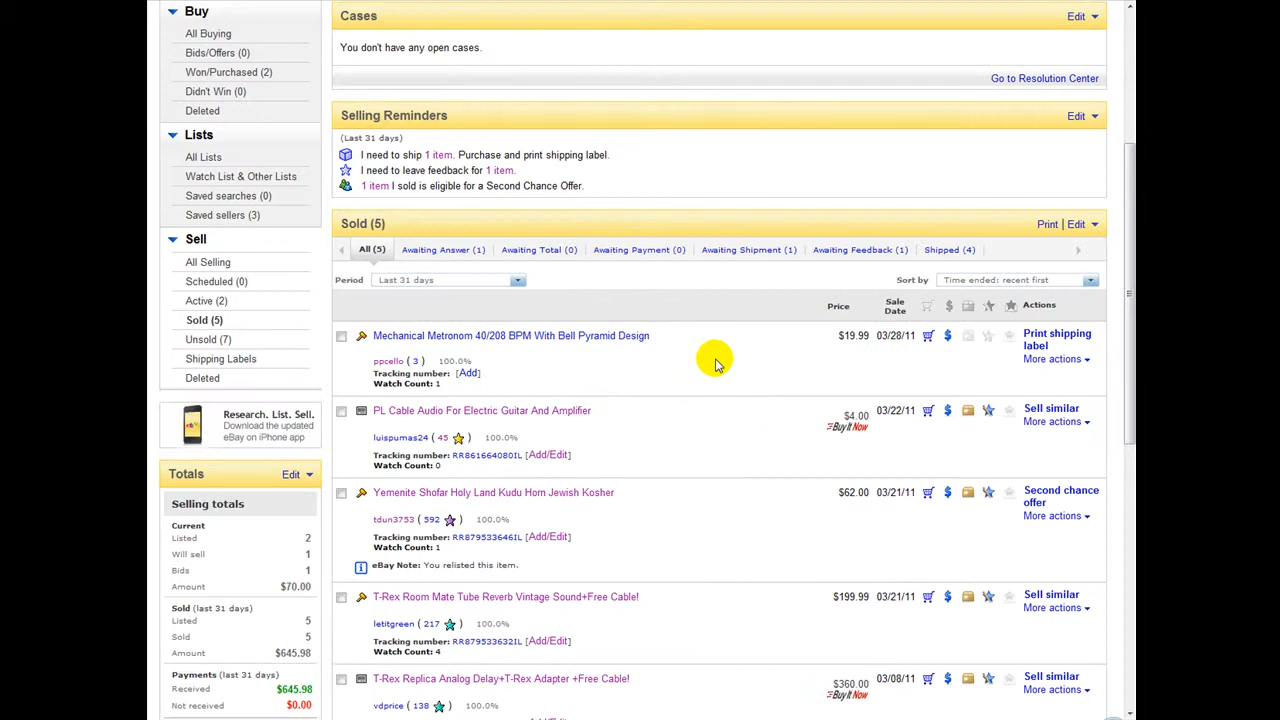 Buy
All Buying
Bids/Offers (0)
Won/Purchased (2)
Didn't Win (0)
Deleted
Lists
All Lists
Watch List & Other Lists
Saved searches (0)
Saved sellers (3)
Sell
All Selling
Scheduled (0)
Active (2)
Sold (5)
Unsold (7)
Shipping Labels
Deleted
Research. List. Sell.
Download the updated
eBay on iPhone app
Totals Edit
Selling totals
Current
Listed 2
Will sell 1
Bids 1
Amount $70.00
Sold (last 31 days)
Listed 5
Sold 5
Amount $645.98
Payments (last 31 days)
Received $645.98
Not received $0.00
Cases Edit
You don't have any open cases.
Go to Resolution Center
Selling Reminders Edit
(Last 31 days)
I need to ship 1 item. Purchase and print shipping label.
I need to leave feedback for 1 item.
1 item I sold is eligible for a Second Chance Offer.
Sold (5) Print | Edit
All (5) Awaiting Answer (1) Awaiting Total (0) Awaiting Payment (0) Awaiting Shipment (1) Awaiting Feedback (1) Shipped (4)
Period Last 31 days Sort by Time ended: recent first
Price Sale Date $ Actions
Mechanical Metronom 40/208 BPM With Bell Pyramid Design $19.99 03/28/11 $ Print shipping label
More actions
ppcello ( 3 ) 100.0%
Tracking number: [Add]
Watch Count: 1
PL Cable Audio For Electric Guitar And Amplifier $4.00 Buy It Now 03/22/11 $ Sell similar
More actions
luispumas24 ( 45 ) 100.0%
Tracking number: RR861664080IL [Add/Edit]
Watch Count: 0
Yemenite Shofar Holy Land Kudu Horn Jewish Kosher $62.00 03/21/11 $ Second chance offer
More actions
tdun3753 ( 592 ) 100.0%
Tracking number: RR879533646IL [Add/Edit]
Watch Count: 1
eBay Note: You relisted this item.
T-Rex Room Mate Tube Reverb Vintage Sound+Free Cable! $199.99 03/21/11 $ Sell similar
More actions
letitgreen ( 217 ) 100.0%
Tracking number: RR879533632IL [Add/Edit]
Watch Count: 4
T-Rex Replica Analog Delay+T-Rex Adapter +Free Cable! $360.00 Buy It Now 03/08/11 $ Sell similar
More actions
vdprice ( 138 ) 100.0%